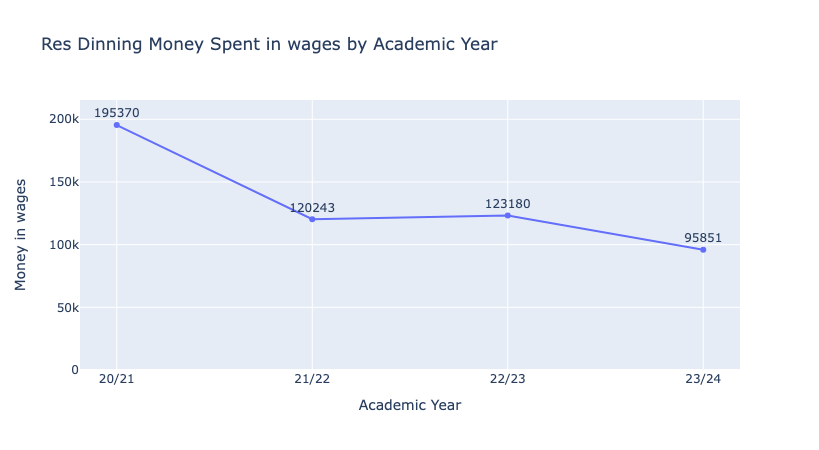 Res Dinning Money Spent in wages by Academic Year
195370
120243
123180
95851
200k
150k
100k
50k
0
Money in wages
20/21 21/22 22/23 23/24
Academic Year